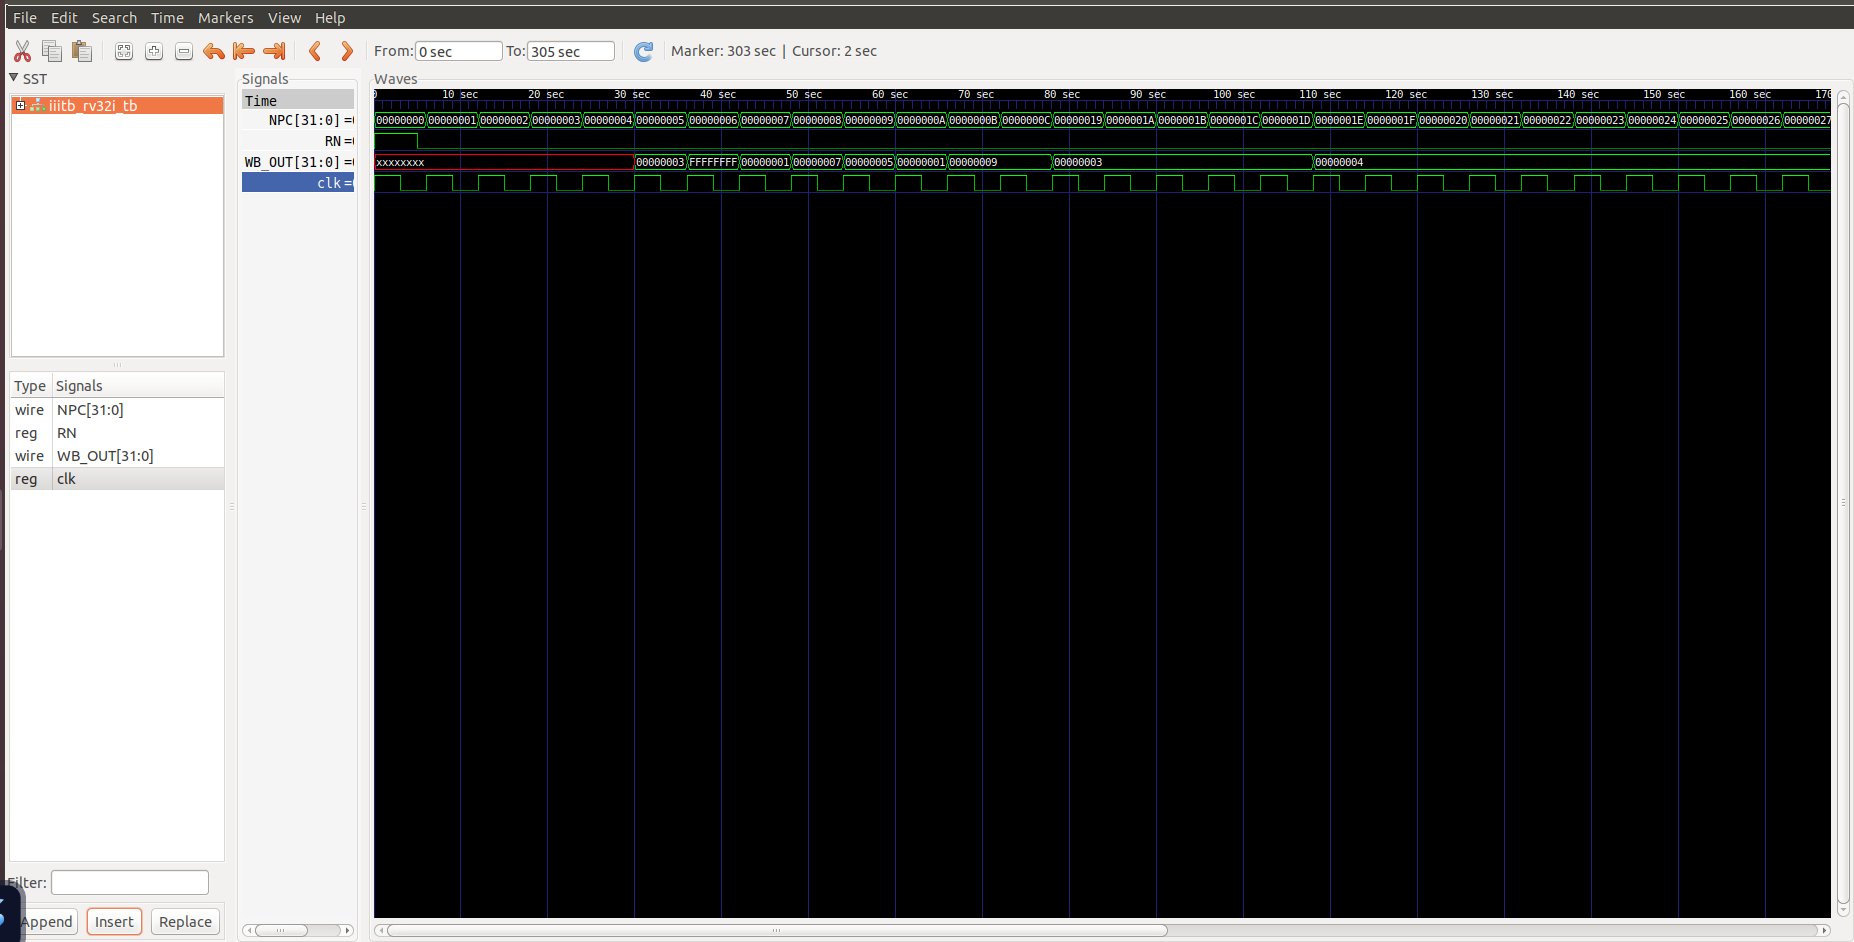 File Edit Search Time Markers View Help
From: 0 sec To: 305 sec Marker: 303 sec | Cursor: 2 sec
SST
iiitb_rv32i_tb
Type Signals
wire NPC[31:0]
reg RN
wire WB_OUT[31:0]
reg clk
Filter:
Append Insert Replace
Signals
Time
NPC[31:0] =
RN =
WB_OUT[31:0] =
clk =
Waves
0 10 sec 20 sec 30 sec 40 sec 50 sec 60 sec 70 sec 80 sec 90 sec 100 sec 110 sec 120 sec 130 sec 140 sec 150 sec 160 sec 170
00000000 00000001 00000002 00000003 00000004 00000005 00000006 00000007 00000008 00000009 0000000A 0000000B 0000000C 00000019 0000001A 0000001B 0000001C 0000001D 0000001E 0000001F 00000020 00000021 00000022 00000023 00000024 00000025 00000026 00000027
xxxxxxxx 00000003 FFFFFFFF 00000001 00000007 00000005 00000001 00000009 00000003 00000004